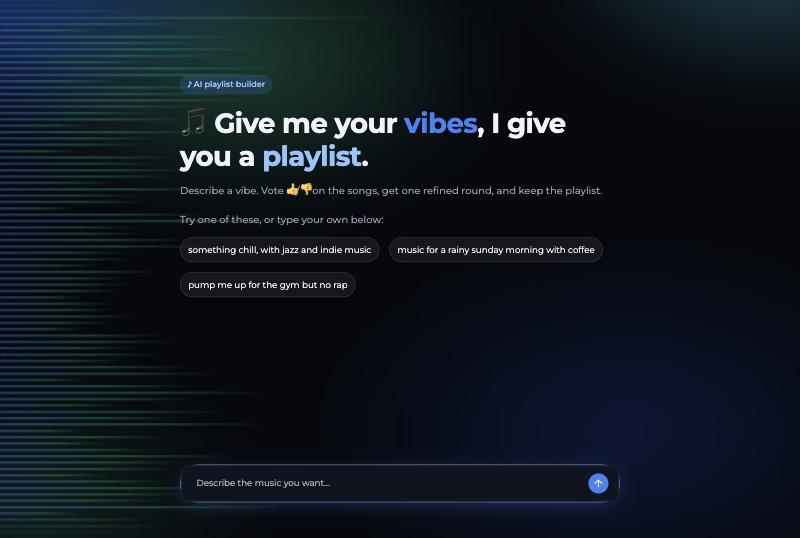 ♪ AI playlist builder
🎵 Give me your vibes, I give
you a playlist.
Describe a vibe. Vote 👍👎on the songs, get one refined round, and keep the playlist.
Try one of these, or type your own below:
something chill, with jazz and indie music
music for a rainy sunday morning with coffee
pump me up for the gym but no rap
Describe the music you want...